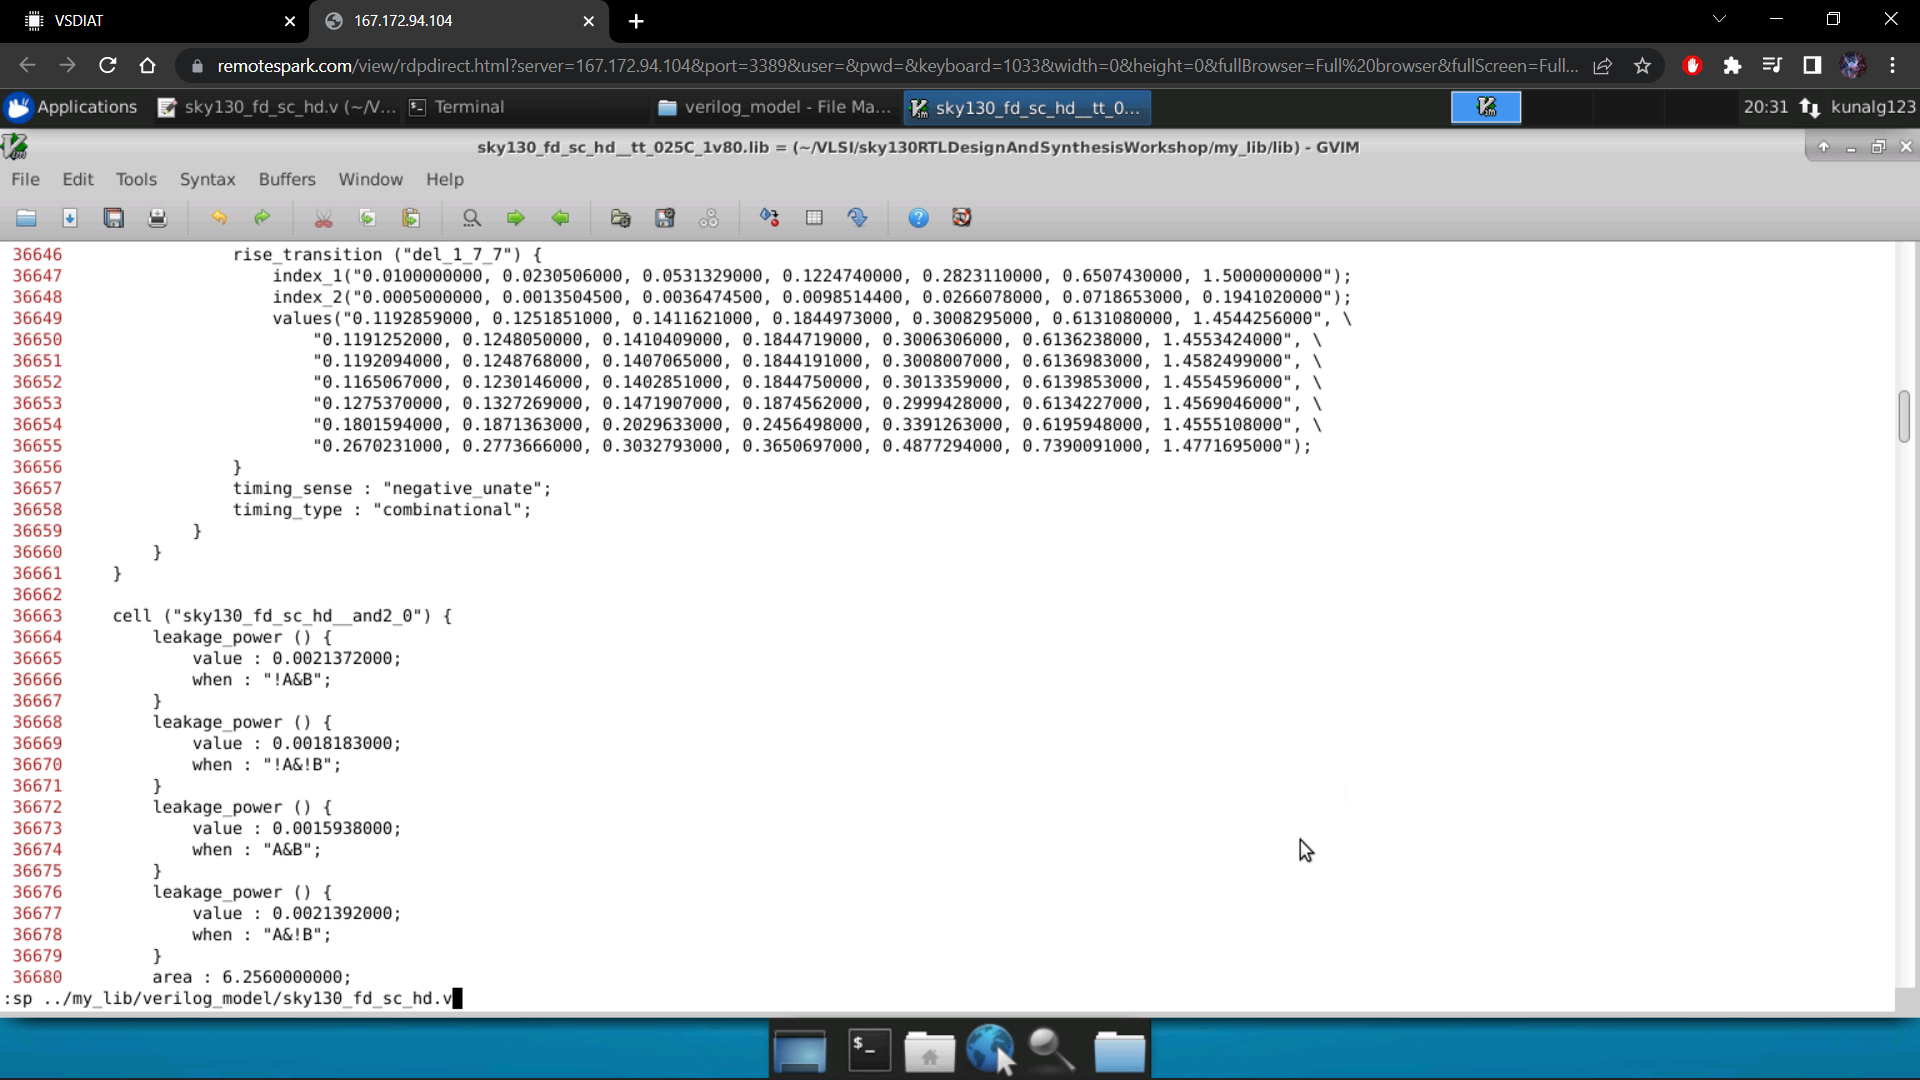 VSDIAT
167.172.94.104
remotespark.com/view/rdpdirect.html?server=167.172.94.104&port=3389&user=&pwd=&keyboard=1033&width=0&height=0&fullBrowser=Full%20browser&fullScreen=Full...
Applications
sky130_fd_sc_hd.v (~/V...
Terminal
verilog_model - File Ma...
sky130_fd_sc_hd__tt_0...
20:31
kunalg123
sky130_fd_sc_hd__tt_025C_1v80.lib = (~/VLSI/sky130RTLDesignAndSynthesisWorkshop/my_lib/lib) - GVIM
File Edit Tools Syntax Buffers Window Help
36646 rise_transition ("del_1_7_7") {
36647 index_1("0.0100000000, 0.0230506000, 0.0531329000, 0.1224740000, 0.2823110000, 0.6507430000, 1.5000000000");
36648 index_2("0.0005000000, 0.0013504500, 0.0036474500, 0.0098514400, 0.0266078000, 0.0718653000, 0.1941020000");
36649 values("0.1192859000, 0.1251851000, 0.1411621000, 0.1844973000, 0.3008295000, 0.6131080000, 1.4544256000", \
36650 "0.1191252000, 0.1248050000, 0.1410409000, 0.1844719000, 0.3006306000, 0.6136238000, 1.4553424000", \
36651 "0.1192094000, 0.1248768000, 0.1407065000, 0.1844191000, 0.3008007000, 0.6136983000, 1.4582499000", \
36652 "0.1165067000, 0.1230146000, 0.1402851000, 0.1844750000, 0.3013359000, 0.6139853000, 1.4554596000", \
36653 "0.1275370000, 0.1327269000, 0.1471907000, 0.1874562000, 0.2999428000, 0.6134227000, 1.4569046000", \
36654 "0.1801594000, 0.1871363000, 0.2029633000, 0.2456498000, 0.3391263000, 0.6195948000, 1.4555108000", \
36655 "0.2670231000, 0.2773666000, 0.3032793000, 0.3650697000, 0.4877294000, 0.7390091000, 1.4771695000");
36656 }
36657 timing_sense : "negative_unate";
36658 timing_type : "combinational";
36659 }
36660 }
36661 }
36662
36663 cell ("sky130_fd_sc_hd__and2_0") {
36664 leakage_power () {
36665 value : 0.0021372000;
36666 when : "!A&B";
36667 }
36668 leakage_power () {
36669 value : 0.0018183000;
36670 when : "!A&!B";
36671 }
36672 leakage_power () {
36673 value : 0.0015938000;
36674 when : "A&B";
36675 }
36676 leakage_power () {
36677 value : 0.0021392000;
36678 when : "A&!B";
36679 }
36680 area : 6.2560000000;
:sp ../my_lib/verilog_model/sky130_fd_sc_hd.v